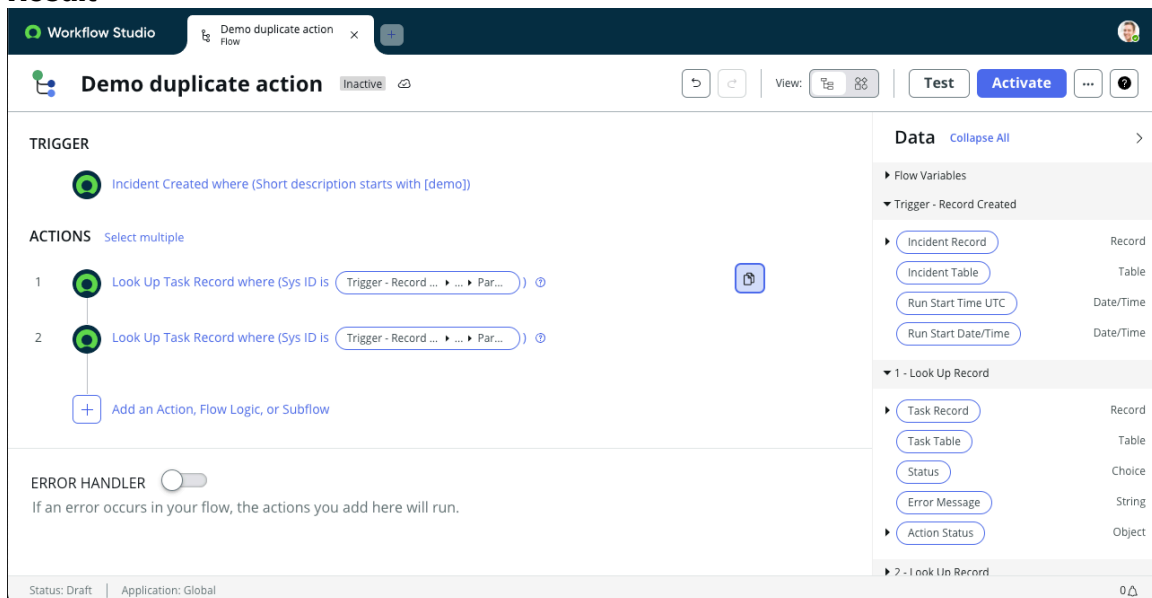 Result
Workflow Studio
Demo duplicate action
Flow
Demo duplicate action Inactive
View:
Test
Activate
TRIGGER
Incident Created where (Short description starts with [demo])
ACTIONS Select multiple
1 Look Up Task Record where (Sys ID is Trigger - Record ... ▸ ... ▸ Par... )
2 Look Up Task Record where (Sys ID is Trigger - Record ... ▸ ... ▸ Par... )
Add an Action, Flow Logic, or Subflow
ERROR HANDLER
If an error occurs in your flow, the actions you add here will run.
Data Collapse All
Flow Variables
Trigger - Record Created
Incident Record Record
Incident Table Table
Run Start Time UTC Date/Time
Run Start Date/Time Date/Time
1 - Look Up Record
Task Record Record
Task Table Table
Status Choice
Error Message String
Action Status Object
2 - Look Up Record
Status: Draft Application: Global
0